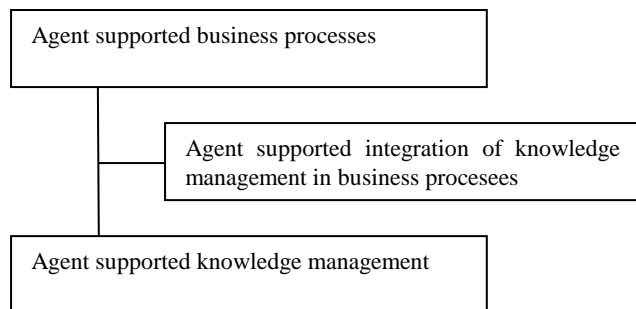 Agent supported business processes
Agent supported integration of knowledge
management in business procesees
Agent supported knowledge management